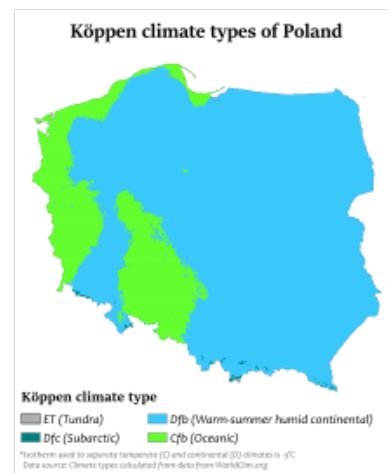 Köppen climate types of Poland
Köppen climate type
ET (Tundra)
Dfb (Warm-summer humid continental)
Dfc (Subarctic)
Cfb (Oceanic)
*Isotherm used to separate temperate (C) and continental (D) climates is -3°C
Data source: Climate types calculated from data from WorldClim.org